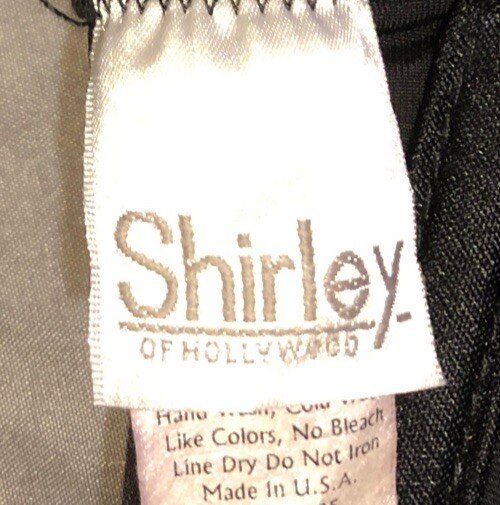 Shirley
OF HOLLYWOOD
Hand Wash, Cold
Like Colors, No Bleach
Line Dry Do Not Iron
Made In U.S.A.